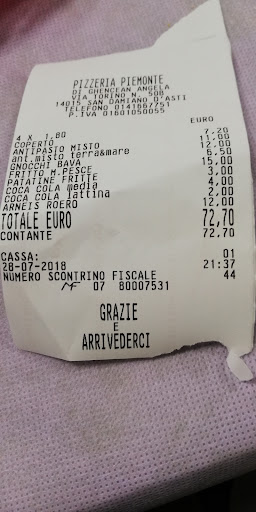 PIZZERIA PIEMONTE
DI GHENCEAN ANGELA
VIA TORINO N. 508
14015 SAN DAMIANO D'ASTI
TELEFONO 0141867751
P.IVA 01601050055
EURO
4 X 1,80
COPERTO 7,20
ANTIPASTO MISTO 11,00
ant.misto terra&mare 12,00
GNOCCHI BAVA 6,50
FRITTO M.PESCE 15,00
PATATINE FRITTE 3,00
COCA COLA media 4,00
COCA COLA lattina 2,00
ARNEIS ROERO 12,00
TOTALE EURO 72,70
CONTANTE 72,70
CASSA: 01
28-07-2018 21:37
NUMERO SCONTRINO FISCALE 44
MF 07 80007531
GRAZIE
E
ARRIVEDERCI